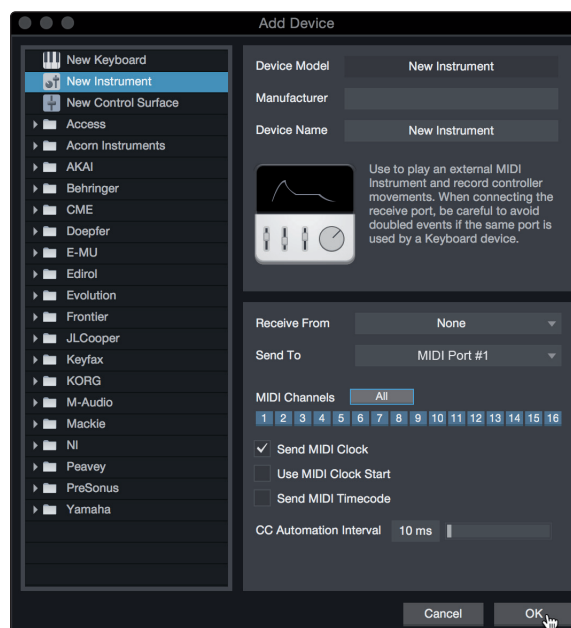 Add Device
New Keyboard
New Instrument
New Control Surface
Access
Acorn Instruments
AKAI
Behringer
CME
Doepfer
E-MU
Edirol
Evolution
Frontier
JLCooper
Keyfax
KORG
M-Audio
Mackie
NI
Peavey
PreSonus
Yamaha
Device Model New Instrument
Manufacturer
Device Name New Instrument
Use to play an external MIDI
Instrument and record controller
movements. When connecting the
receive port, be careful to avoid
doubled events if the same port is
used by a Keyboard device.
Receive From None
Send To MIDI Port #1
MIDI Channels All
1 2 3 4 5 6 7 8 9 10 11 12 13 14 15 16
Send MIDI Clock
Use MIDI Clock Start
Send MIDI Timecode
CC Automation Interval 10 ms
Cancel OK